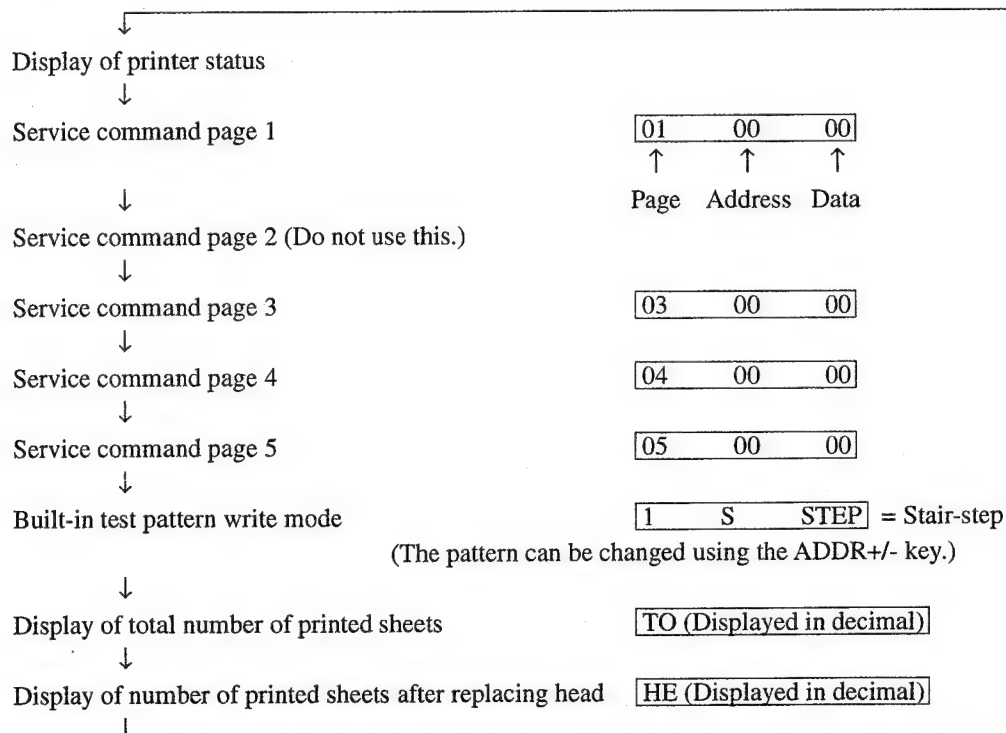 ↓
Display of printer status
↓
Service command page 1    01 00 00
↑ ↑ ↑
↓    Page Address Data
Service command page 2 (Do not use this.)
↓
Service command page 3    03 00 00
↓
Service command page 4    04 00 00
↓
Service command page 5    05 00 00
↓
Built-in test pattern write mode    1 S STEP = Stair-step
(The pattern can be changed using the ADDR+/- key.)
↓
Display of total number of printed sheets    TO (Displayed in decimal)
↓
Display of number of printed sheets after replacing head    HE (Displayed in decimal)